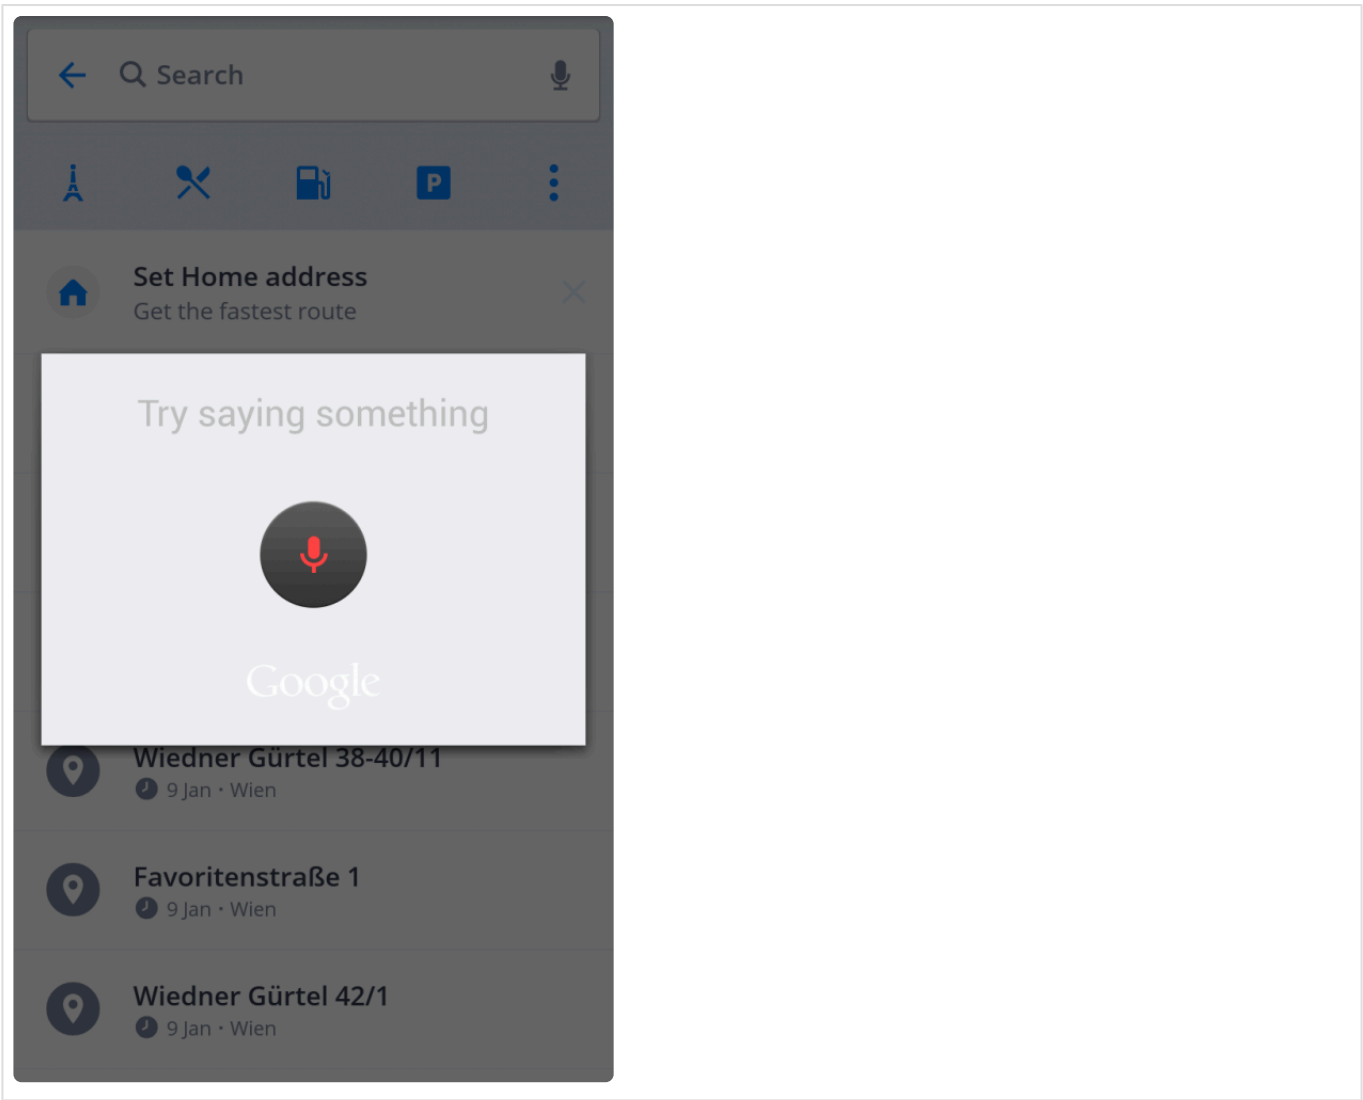 Search
P
Set Home address
Get the fastest route
Try saying something
Google
Wiedner Gürtel 38-40/11
9 Jan • Wien
Favoritenstraße 1
9 Jan • Wien
Wiedner Gürtel 42/1
9 Jan • Wien